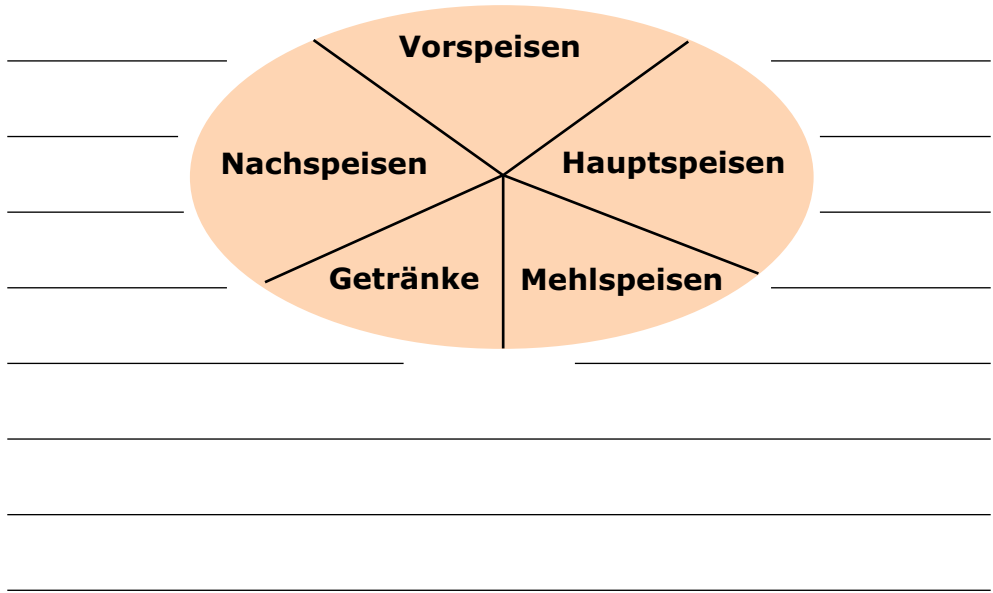 Vorspeisen
Nachspeisen
Hauptspeisen
Getränke
Mehlspeisen